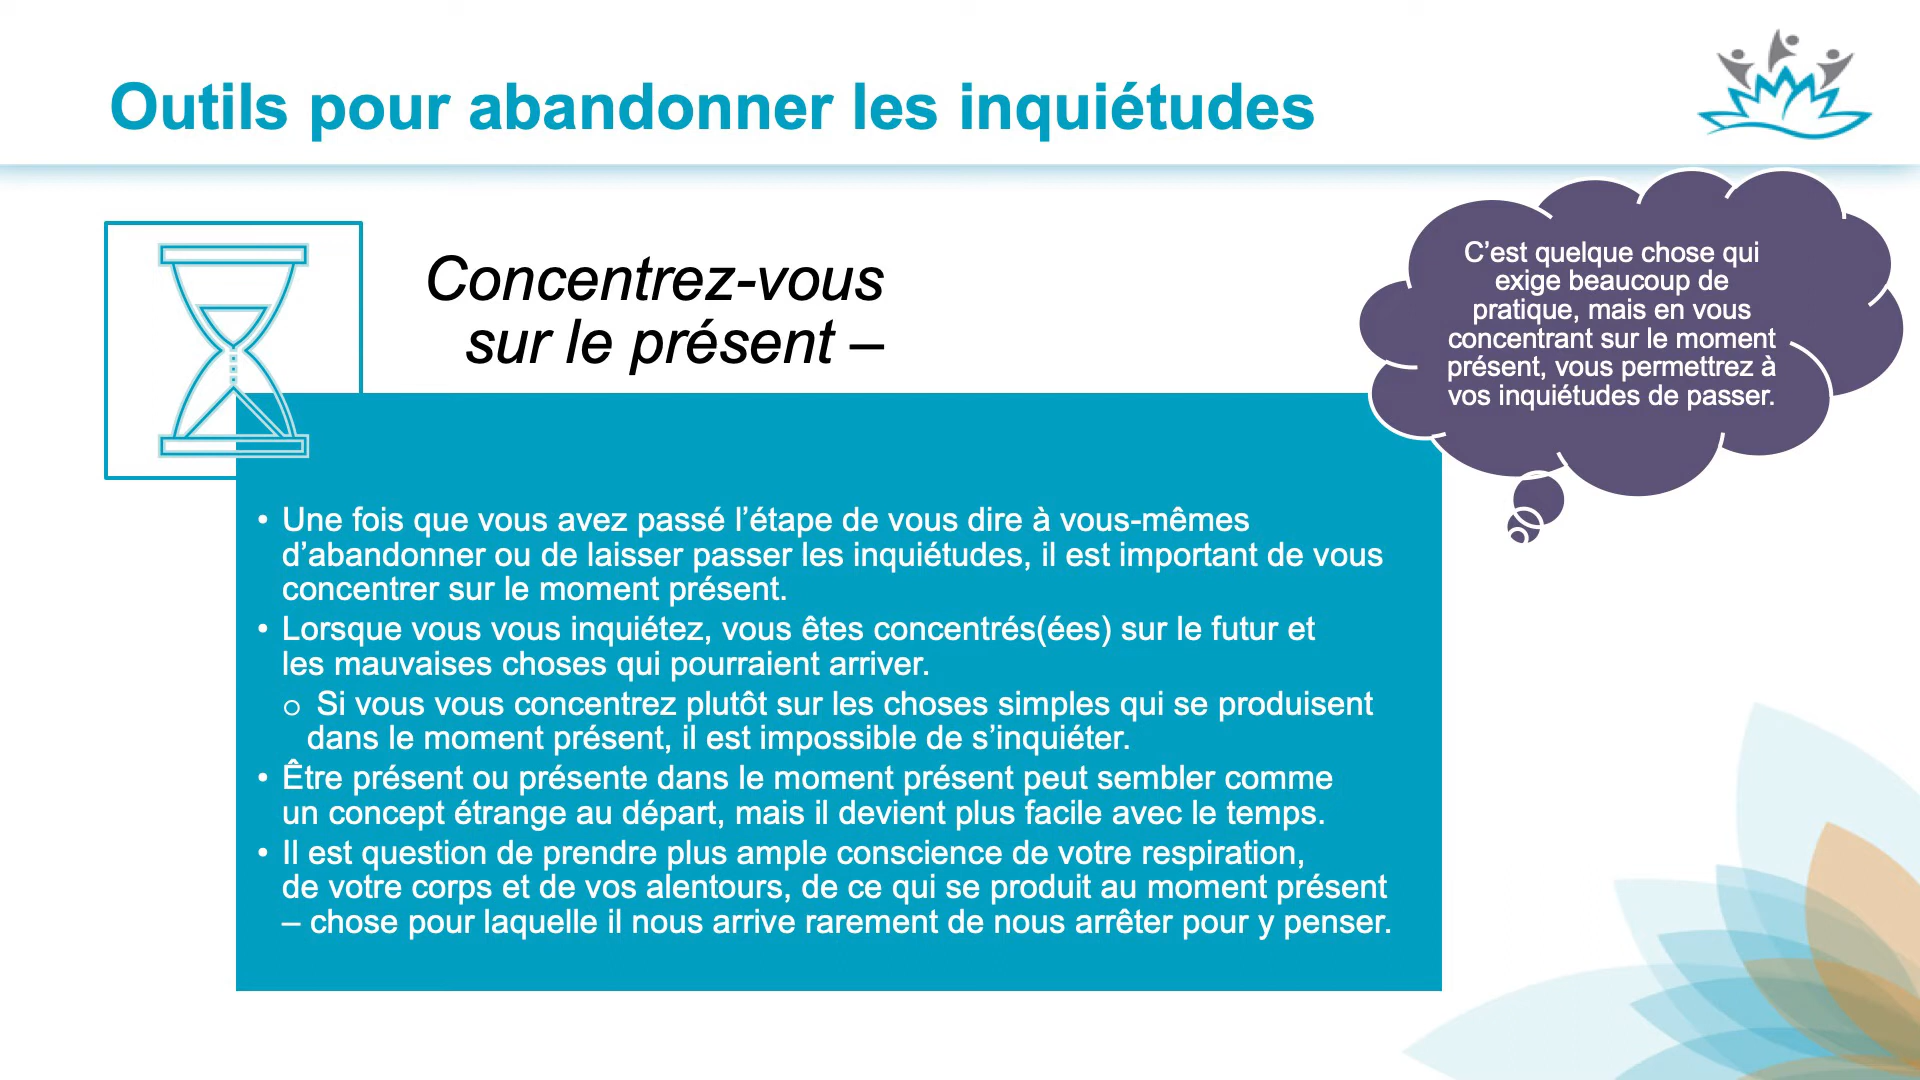 Outils pour abandonner les inquiétudes
Concentrez-vous
sur le présent –
C’est quelque chose qui
exige beaucoup de
pratique, mais en vous
concentrant sur le moment
présent, vous permettrez à
vos inquiétudes de passer.
• Une fois que vous avez passé l’étape de vous dire à vous-mêmes
d’abandonner ou de laisser passer les inquiétudes, il est important de vous
concentrer sur le moment présent.
• Lorsque vous vous inquiétez, vous êtes concentrés(ées) sur le futur et
les mauvaises choses qui pourraient arriver.
o Si vous vous concentrez plutôt sur les choses simples qui se produisent
dans le moment présent, il est impossible de s’inquiéter.
• Être présent ou présente dans le moment présent peut sembler comme
un concept étrange au départ, mais il devient plus facile avec le temps.
• Il est question de prendre plus ample conscience de votre respiration,
de votre corps et de vos alentours, de ce qui se produit au moment présent
– chose pour laquelle il nous arrive rarement de nous arrêter pour y penser.